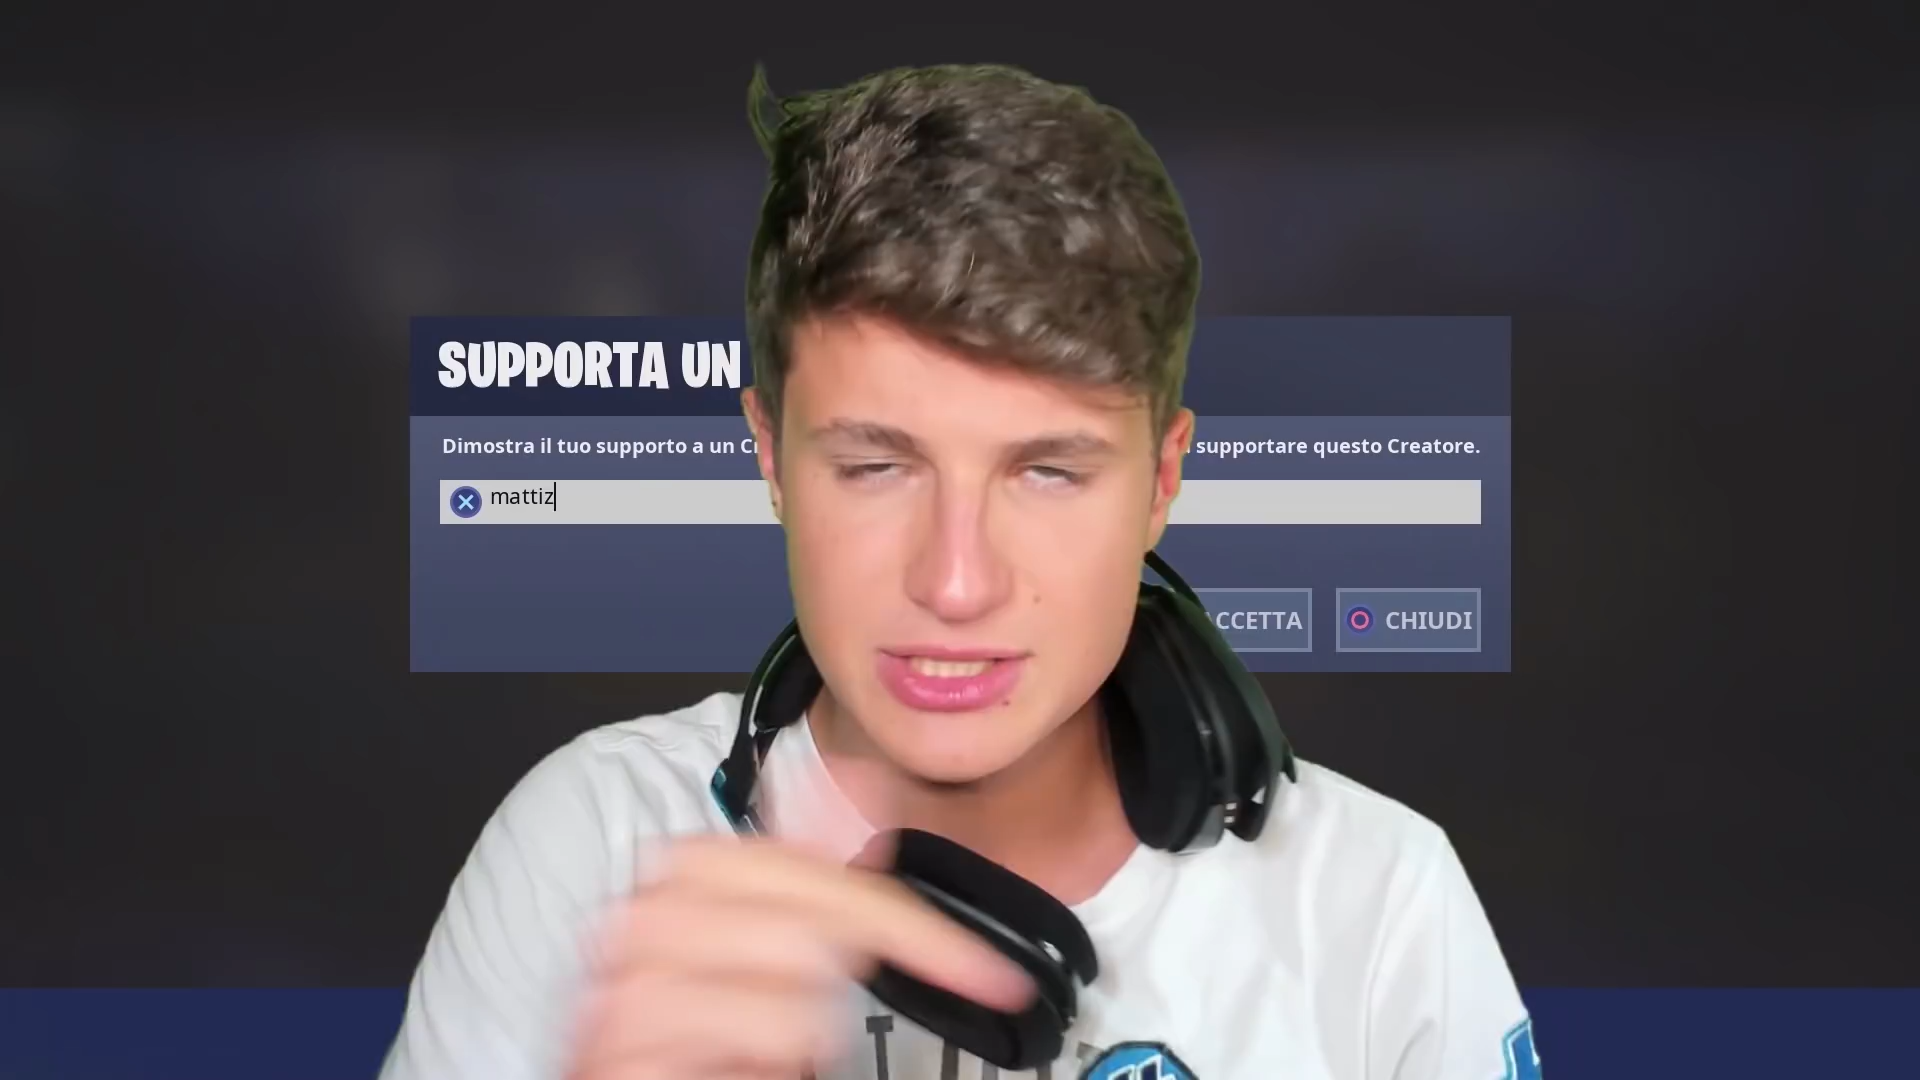 SUPPORTA UN
Dimostra il tuo supporto a un Cr supportare questo Creatore.
mattiz
CCETTA
CHIUDI